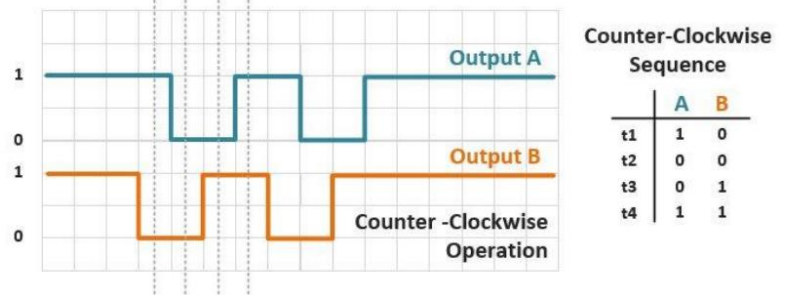 Output A
1
0
Output B
1
0
Counter -Clockwise
Operation
Counter-Clockwise
Sequence
A B
t1 1 0
t2 0 0
t3 0 1
t4 1 1